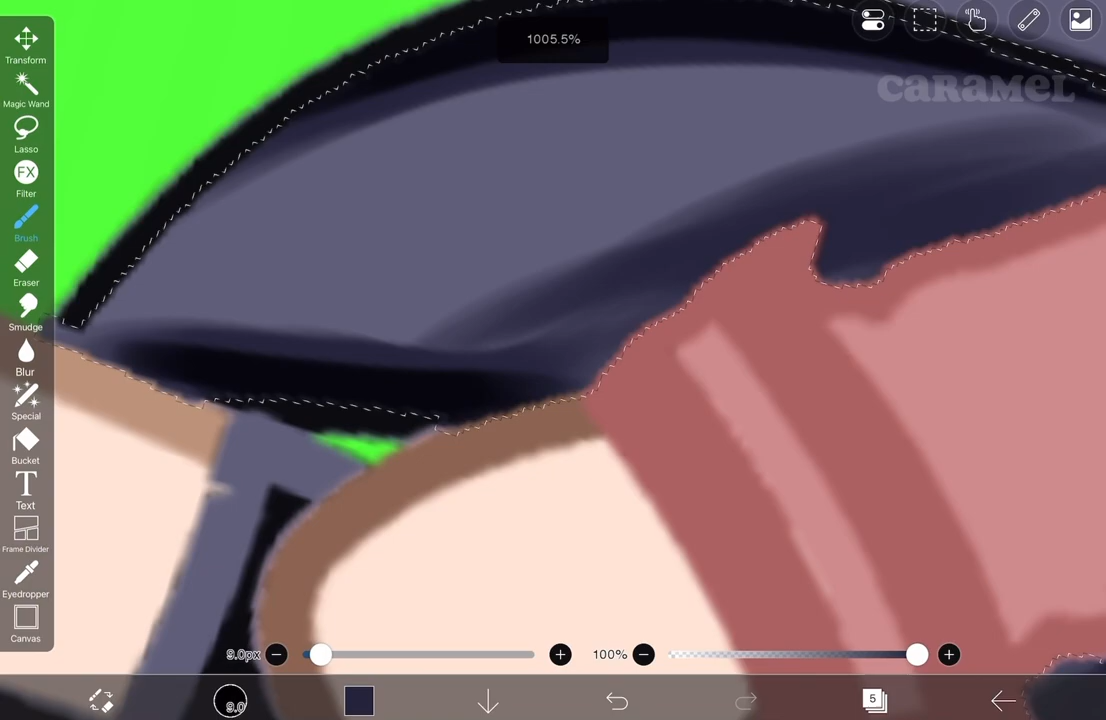 1005.5%
CARAMEL
Transform
Magic Wand
Lasso
FX
Filter
Brush
Eraser
Smudge
Blur
Special
Bucket
T
Text
Frame Divider
Eyedropper
Canvas
9.0px
100%
9.0
5